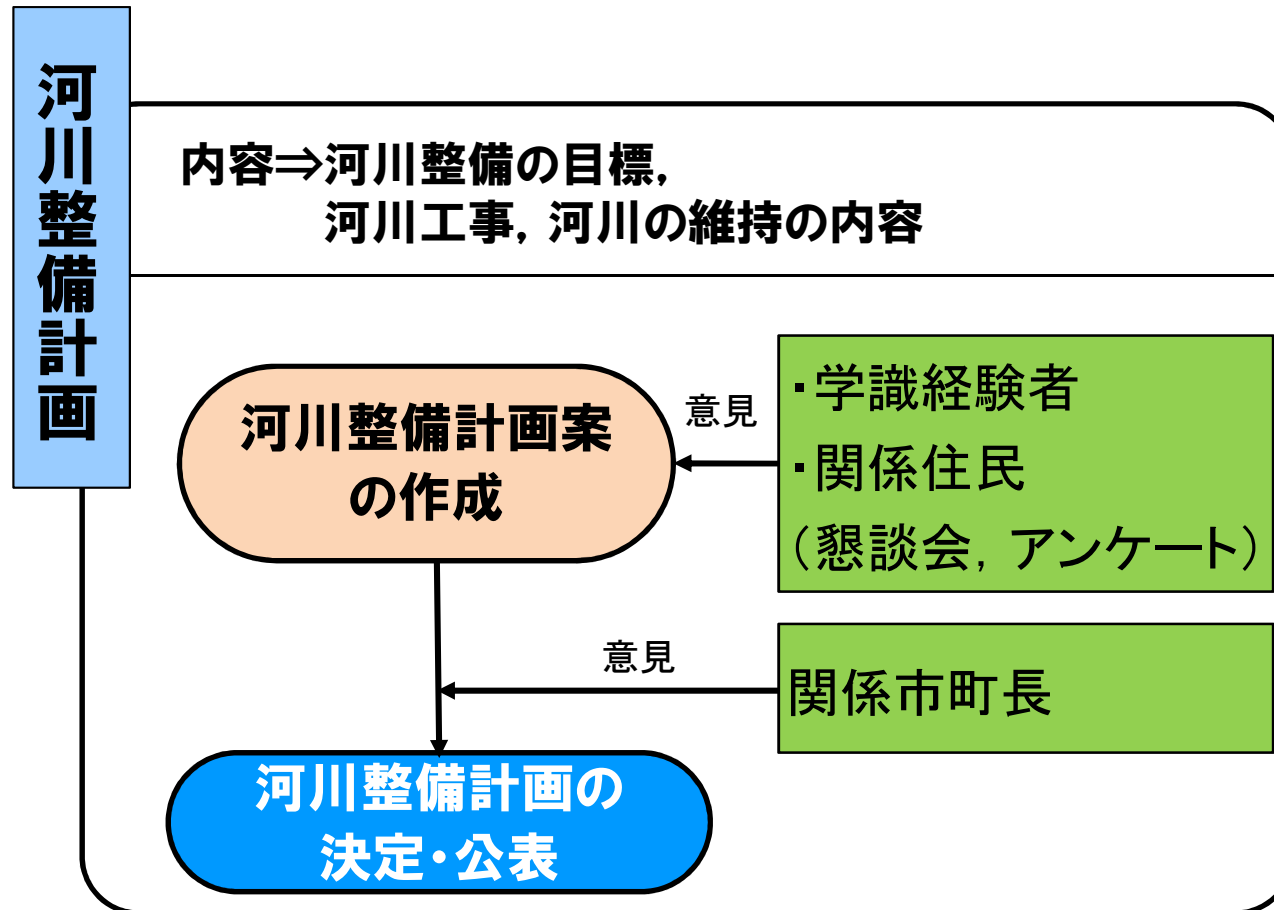 河川整備計画
内容⇒河川整備の目標,
河川工事, 河川の維持の内容
河川整備計画案
の作成
意見
・学識経験者
・関係住民
（懇談会, アンケート）
意見
関係市町長
河川整備計画の
決定・公表